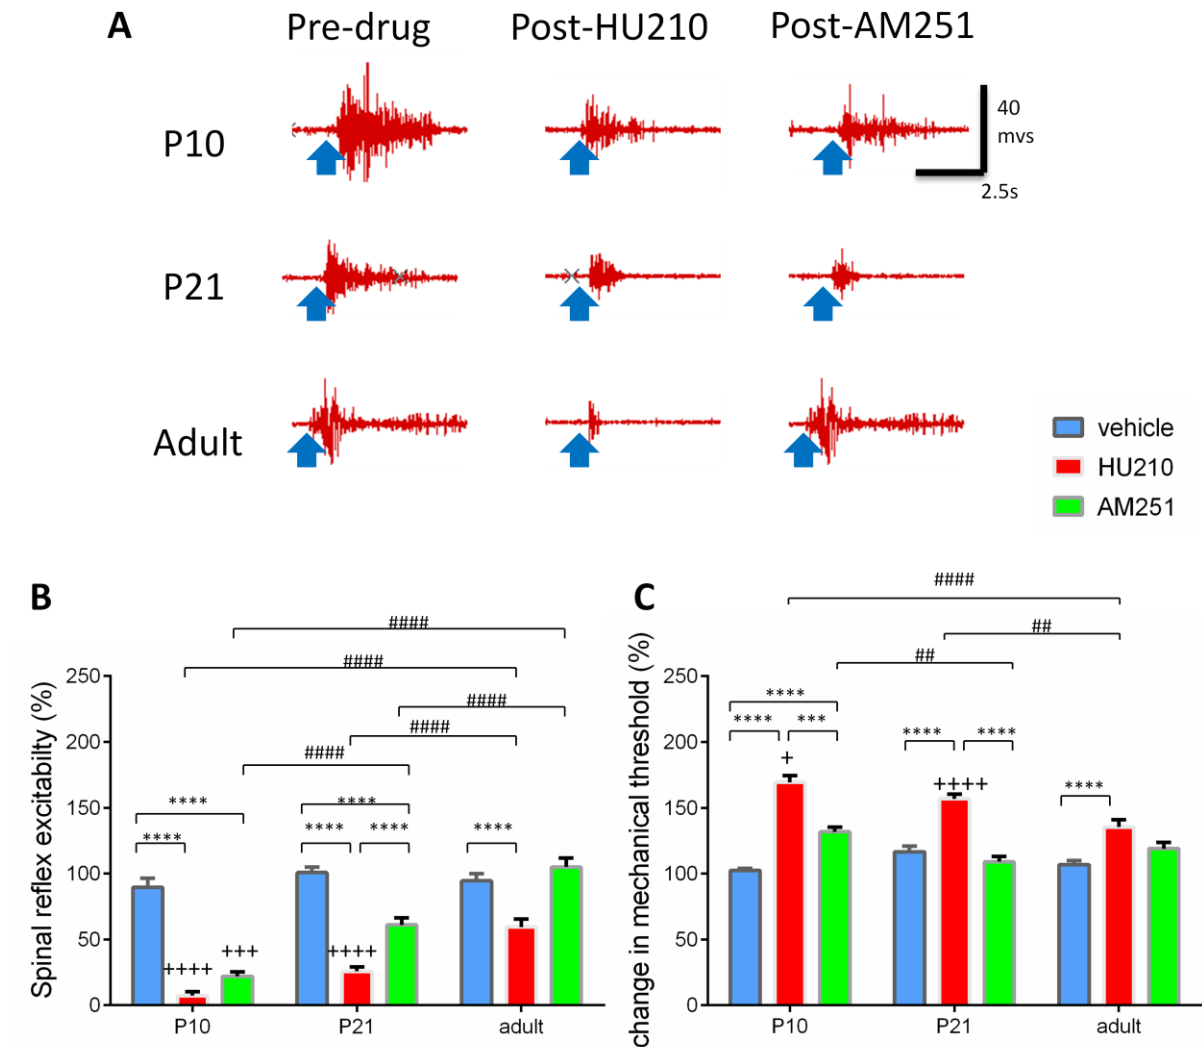 A
Pre-drug
Post-HU210
Post-AM251
P10
40
mvs
2.5s
P21
Adult
vehicle
HU210
AM251
B
####
####
####
####
####
Spinal reflex excitabilty (%)
250
200
150
100
50
0
****
****
****
****
****
****
++++
+++
++++
P10
P21
adult
C
####
##
##
change in mechanical threshold (%)
250
200
150
100
50
0
****
****
***
****
****
****
+
++++
P10
P21
adult